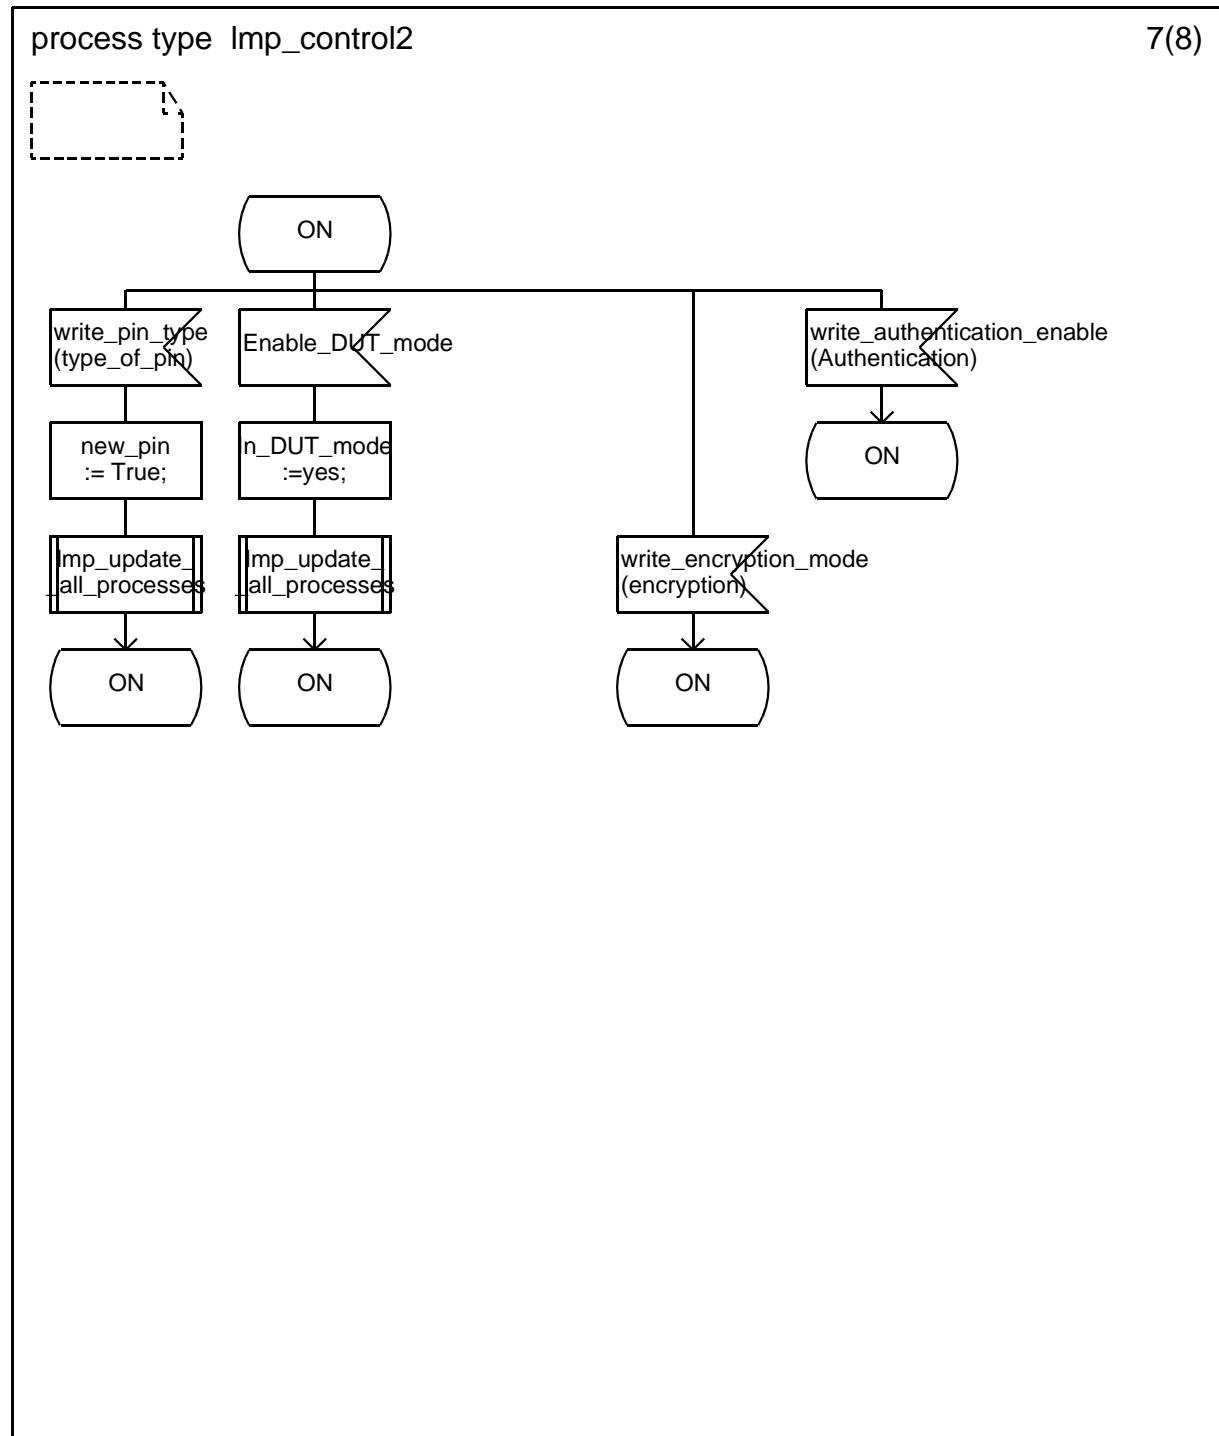 process type lmp_control2
7(8)
ON
write_pin_type
(type_of_pin)
Enable_DUT_mode
write_authentication_enable
(Authentication)
new_pin
:= True;
In_DUT_mode
:=yes;
ON
lmp_update_
_all_processes
lmp_update_
_all_processes
write_encryption_mode
(encryption)
ON
ON
ON